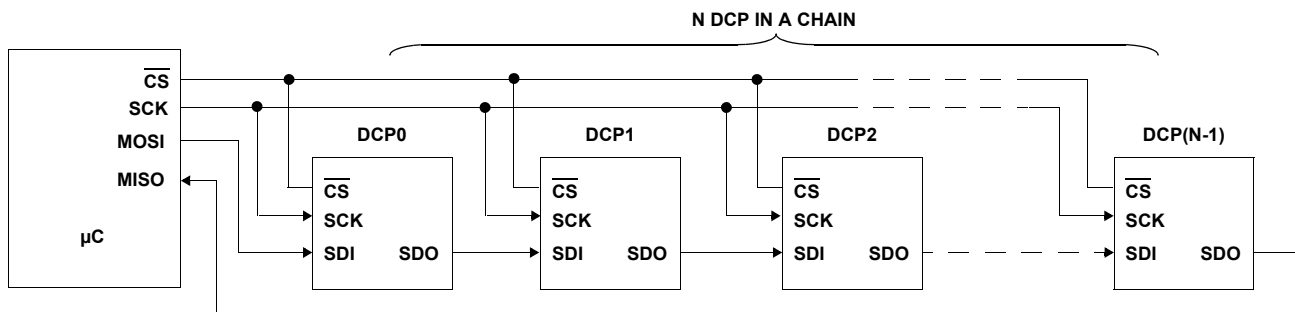 N DCP IN A CHAIN
CS
SCK
MOSI
MISO
µC
DCP0
CS
SCK
SDI SDO
DCP1
CS
SCK
SDI SDO
DCP2
CS
SCK
SDI SDO
DCP(N-1)
CS
SCK
SDI SDO